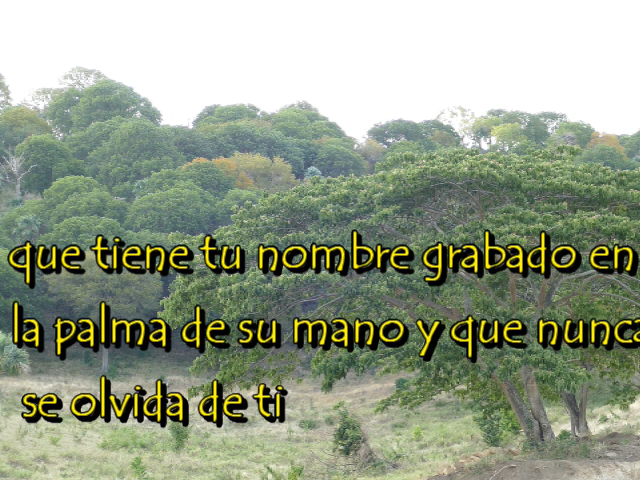 que tiene tu nombre grabado en
la palma de su mano y que nunca
se olvida de ti